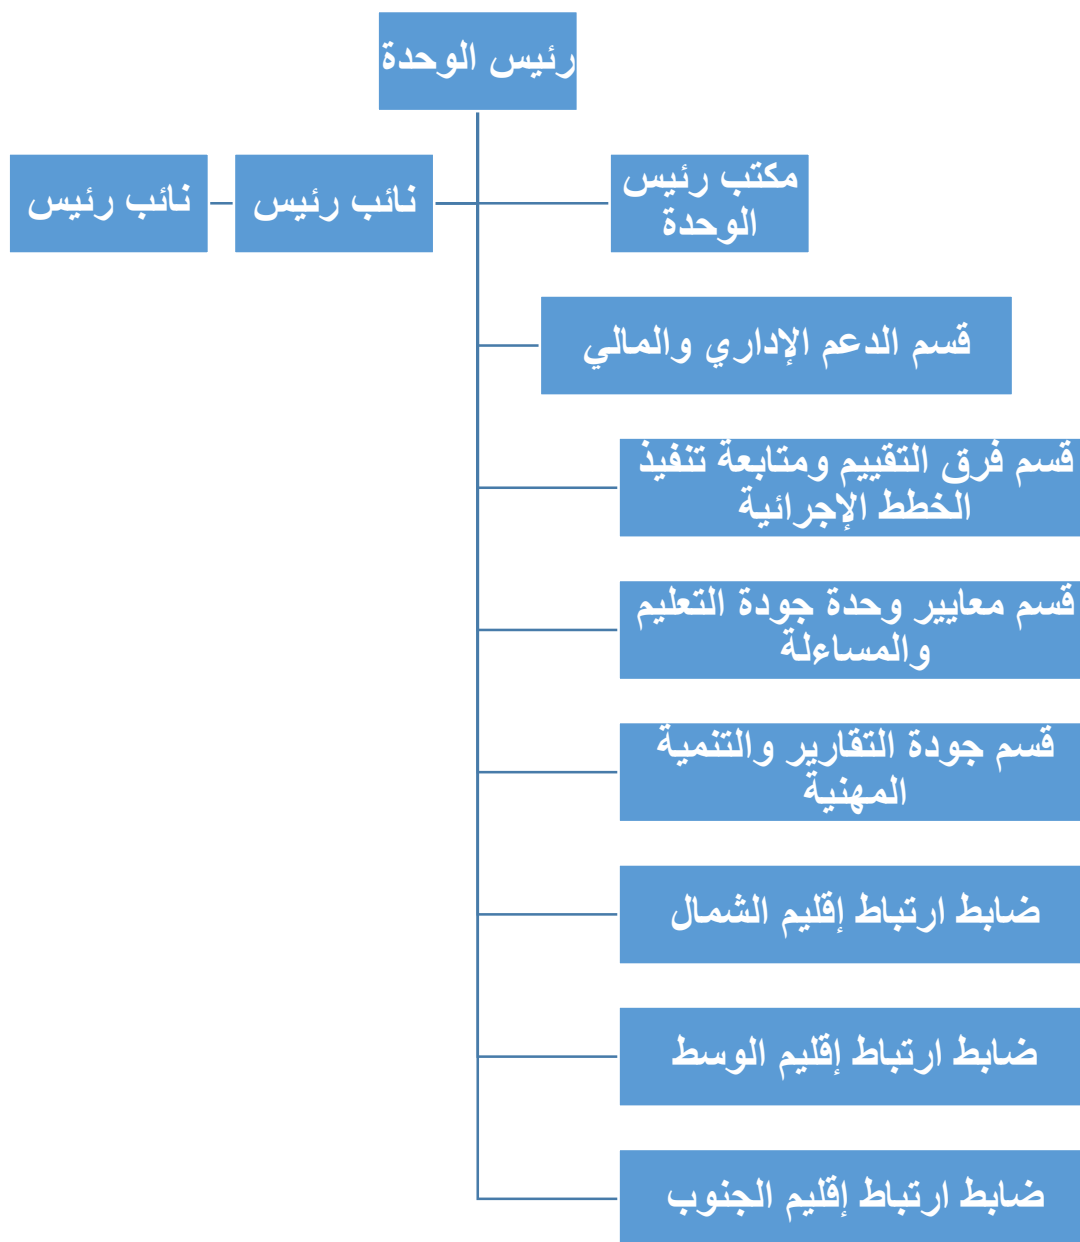 رئيس الوحدة
مكتب رئيس
الوحدة
نائب رئيس
نائب رئيس
قسم الدعم الإداري والمالي
قسم فرق التقييم ومتابعة تنفيذ
الخطط الإجرائية
قسم معايير وحدة جودة التعليم
والمساءلة
قسم جودة التقارير والتنمية
المهنية
ضابط ارتباط إقليم الشمال
ضابط ارتباط إقليم الوسط
ضابط ارتباط إقليم الجنوب